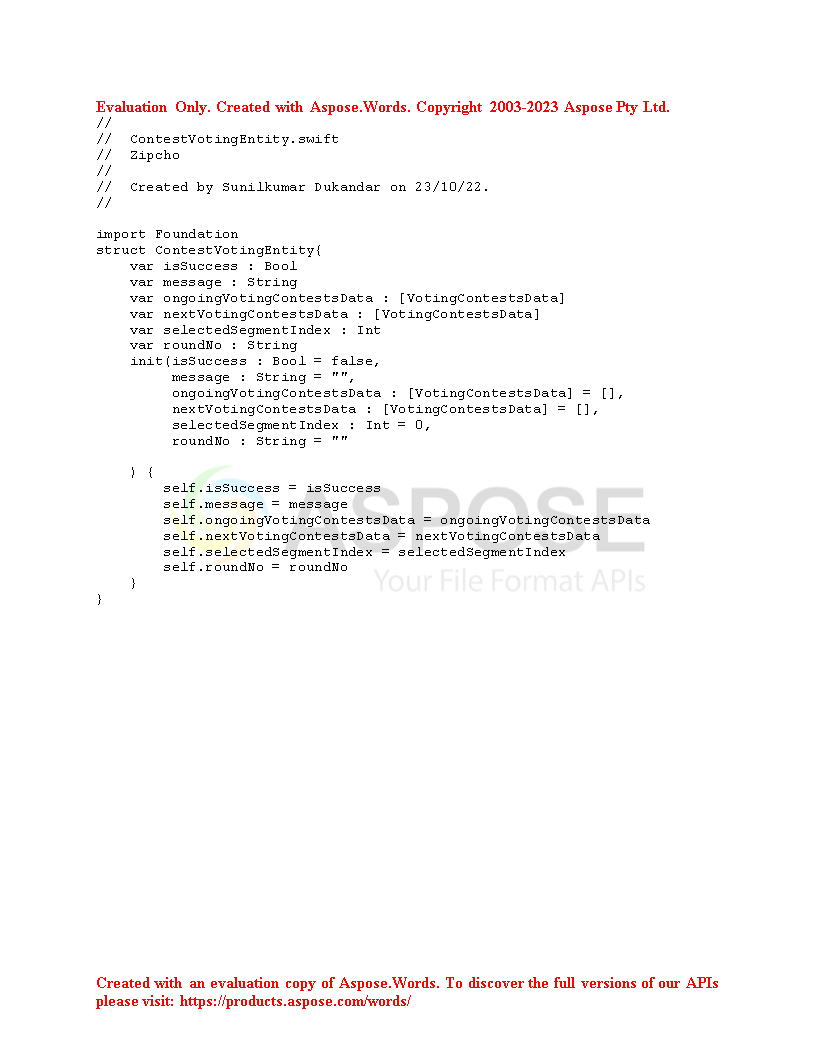 Evaluation Only. Created with Aspose.Words. Copyright 2003-2023 Aspose Pty Ltd.
//
//  ContestVotingEntity.swift
//  Zipcho
//
//  Created by Sunilkumar Dukandar on 23/10/22.
//

import Foundation
struct ContestVotingEntity{
    var isSuccess : Bool
    var message : String
    var ongoingVotingContestsData : [VotingContestsData]
    var nextVotingContestsData : [VotingContestsData]
    var selectedSegmentIndex : Int
    var roundNo : String
    init(isSuccess : Bool = false,
         message : String = "",
         ongoingVotingContestsData : [VotingContestsData] = [],
         nextVotingContestsData : [VotingContestsData] = [],
         selectedSegmentIndex : Int = 0,
         roundNo : String = ""

    ) {
        self.isSuccess = isSuccess
        self.message = message
        self.ongoingVotingContestsData = ongoingVotingContestsData
        self.nextVotingContestsData = nextVotingContestsData
        self.selectedSegmentIndex = selectedSegmentIndex
        self.roundNo = roundNo
    }
}
ASPOSE
Your File Format APIs
Created with an evaluation copy of Aspose.Words. To discover the full versions of our APIs
please visit: https://products.aspose.com/words/